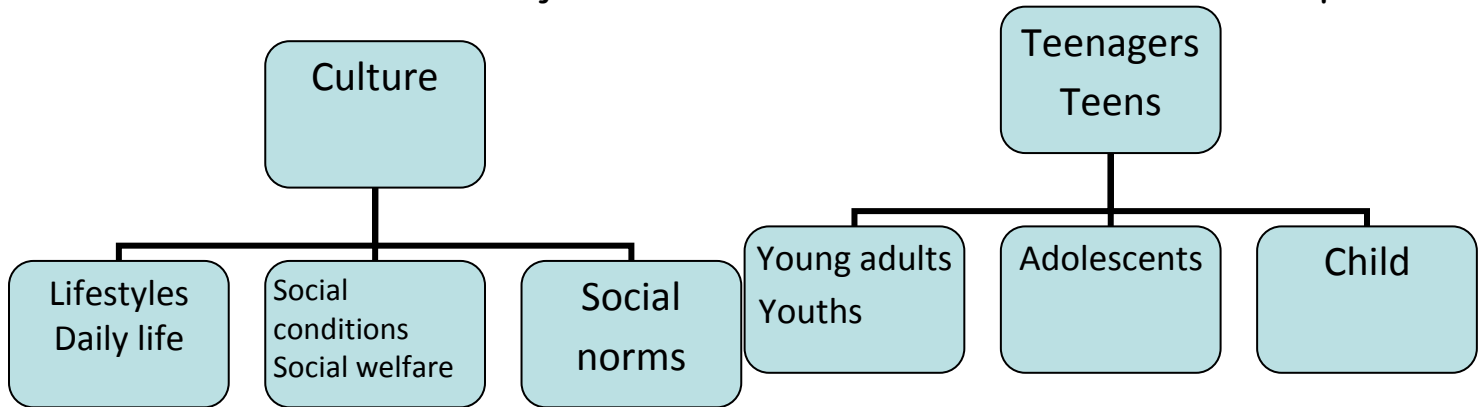 Culture
Lifestyles
Daily life
Social
conditions
Social welfare
Social
norms
Teenagers
Teens
Young adults
Youths
Adolescents
Child